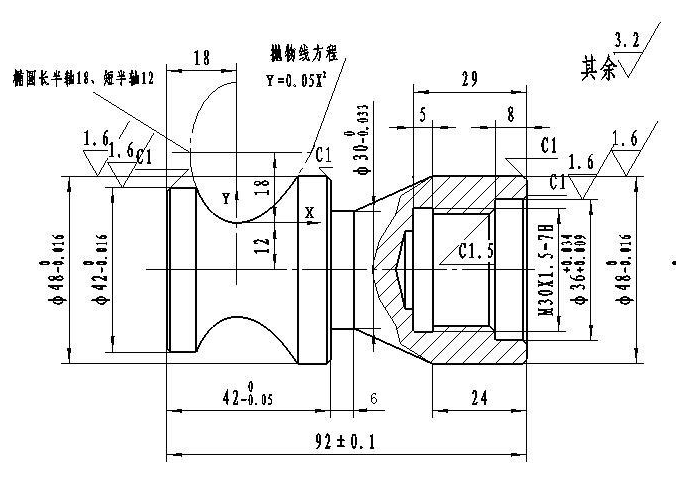 3.2
其余
18
抛物线方程
Y=0.05X²
椭圆长半轴18、短半轴12
29
5
8
1.6
1.6
C1
C1
C1
1.6
1.6
C1
φ30-0.033 0
18
Y
X
12
C1.5
M30X1.5-7H
φ36+0.034 +0.009
φ48-0.016 0
φ48-0.016 0
φ42-0.016 0
42-0.05 0
6
24
92±0.1